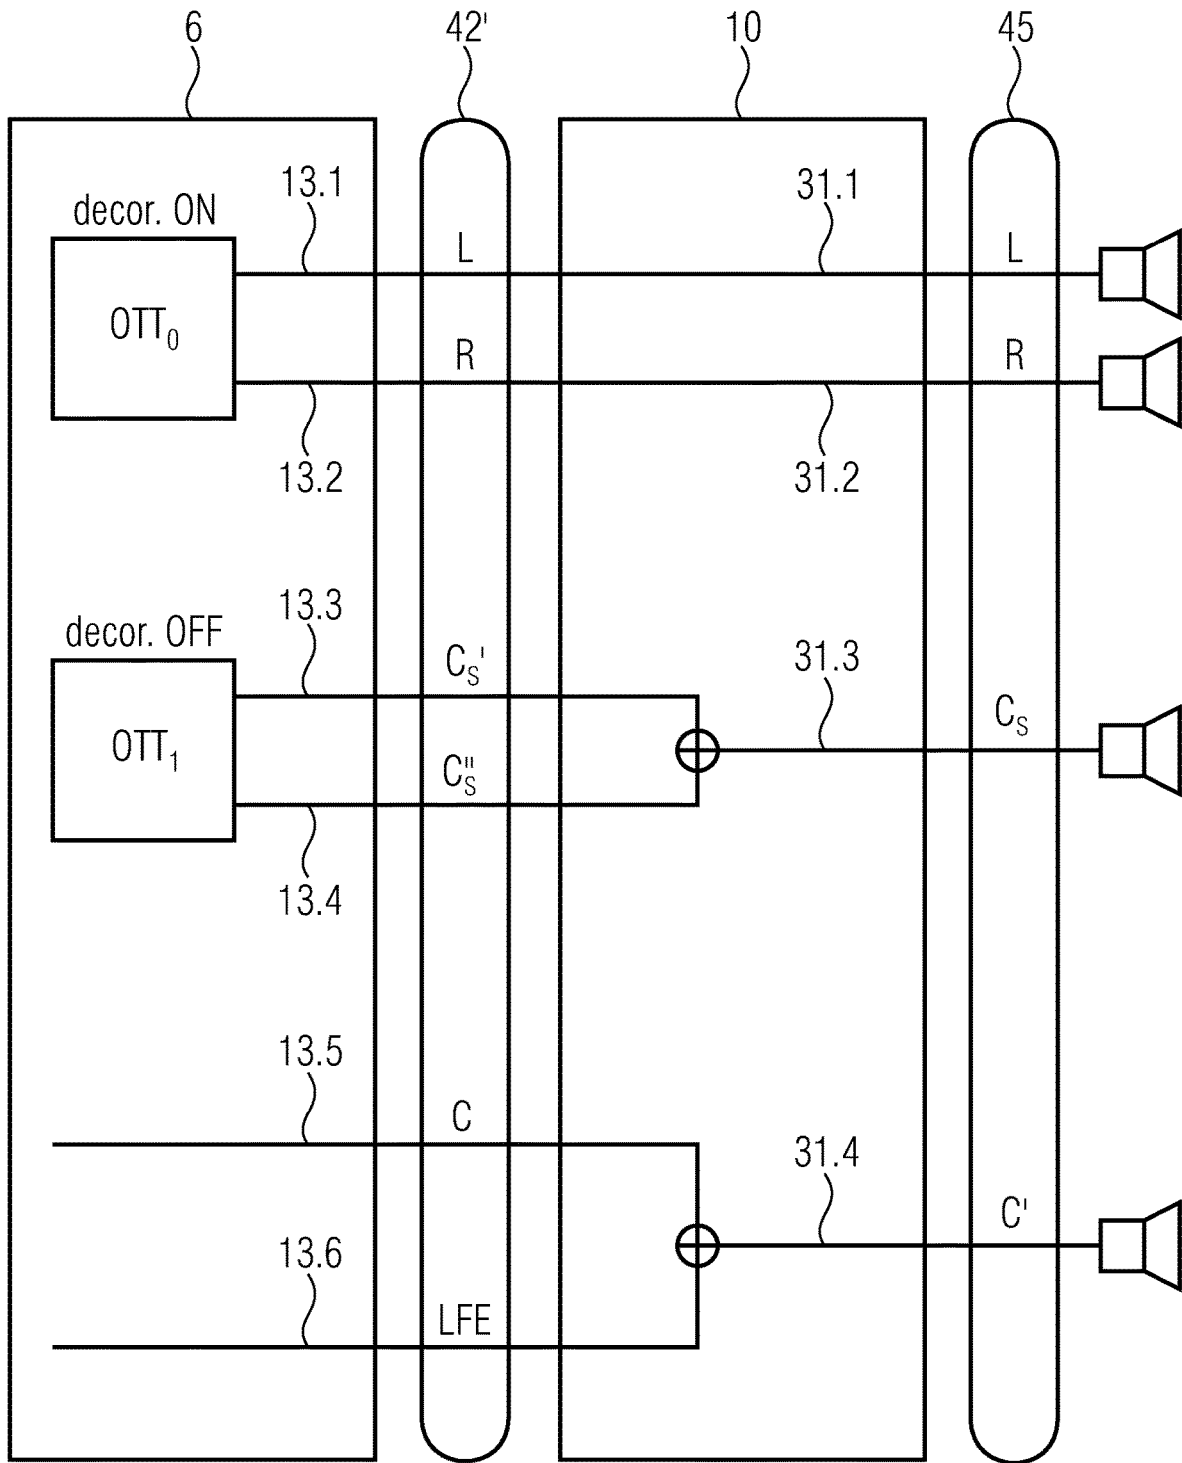 6 42' 10 45
13.1 31.1
decor. ON
L L
OTT₀
R R
13.2 31.2
13.3
decor. OFF
31.3
Cₛ'
Cₛ
OTT₁
Cₛ"
13.4
13.5
C
31.4
C'
13.6
LFE